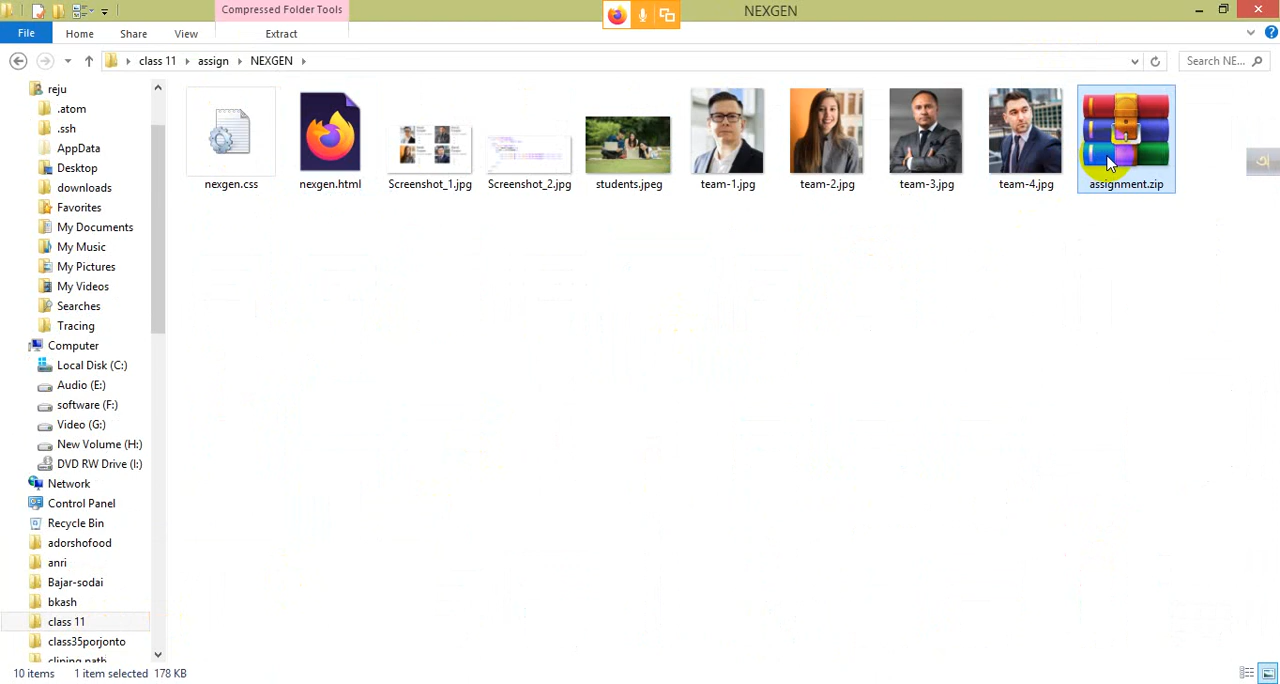 Compressed Folder Tools
NEXGEN
File
Home
Share
View
Extract
class 11
assign
NEXGEN
Search NE...
reju
.atom
.ssh
AppData
Desktop
downloads
Favorites
My Documents
My Music
My Pictures
My Videos
Searches
Tracing
Computer
Local Disk (C:)
Audio (E:)
software (F:)
Video (G:)
New Volume (H:)
DVD RW Drive (I:)
Network
Control Panel
Recycle Bin
adorshofood
anri
Bajar-sodai
bkash
class 11
class35porjonto
cliping path
nexgen.css
nexgen.html
Screenshot_1.jpg
Screenshot_2.jpg
students.jpeg
team-1.jpg
team-2.jpg
team-3.jpg
team-4.jpg
assignment.zip
অ
10 items
1 item selected 178 KB